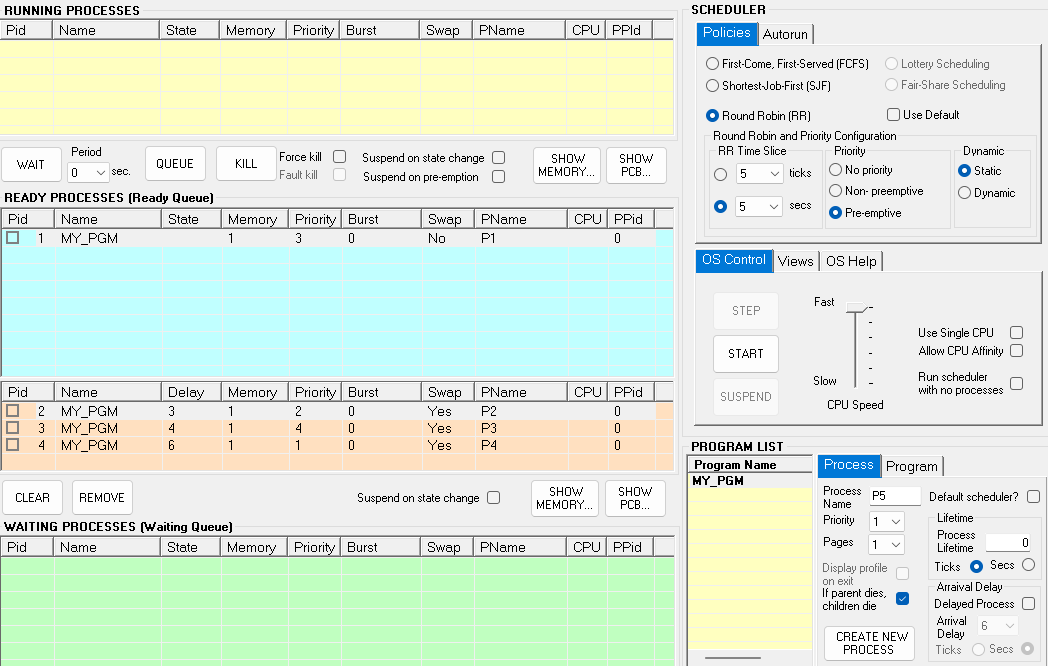 RUNNING PROCESSES
Pid Name State Memory Priority Burst Swap PName CPU PPId
WAIT
Period
0 sec.
QUEUE
KILL
Force kill
Fault kill
Suspend on state change
Suspend on pre-emption
SHOW
MEMORY...
SHOW
PCB...
READY PROCESSES (Ready Queue)
Pid Name State Memory Priority Burst Swap PName CPU PPid
1 MY_PGM 1 3 0 No P1 0
Pid Name Delay Memory Priority Burst Swap PName CPU PPID
2 MY_PGM 3 1 2 0 Yes P2 0
3 MY_PGM 4 1 4 0 Yes P3 0
4 MY_PGM 6 1 1 0 Yes P4 0
CLEAR
REMOVE
Suspend on state change
SHOW
MEMORY...
SHOW
PCB...
WAITING PROCESSES (Waiting Queue)
Pid Name State Memory Priority Burst Swap PName CPU PPid
SCHEDULER
Policies Autorun
First-Come, First-Served (FCFS) Lottery Scheduling
Shortest-Job-First (SJF) Fair-Share Scheduling
Round Robin (RR) Use Default
Round Robin and Priority Configuration
RR Time Slice
5 ticks
5 secs
Priority
No priority
Non- preemptive
Pre-emptive
Dynamic
Static
Dynamic
OS Control Views OS Help
STEP
START
SUSPEND
Fast
Slow
CPU Speed
Use Single CPU
Allow CPU Affinity
Run scheduler
with no processes
PROGRAM LIST
Program Name
MY_PGM
Process Program
Process
Name P5
Priority 1
Pages 1
Display profile
on exit
If parent dies,
children die
CREATE NEW
PROCESS
Default scheduler?
Lifetime
Process
Lifetime 0
Ticks Secs
Arraival Delay
Delayed Process
Arrival
Delay 6
Ticks Secs